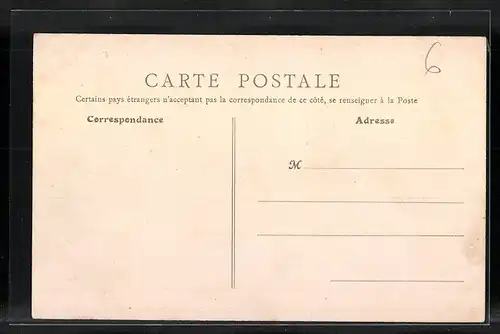 6
CARTE POSTALE
Certains pays étrangers n'acceptant pas la correspondance de ce côté, se renseigner à la Poste
Correspondance
Adresse
M